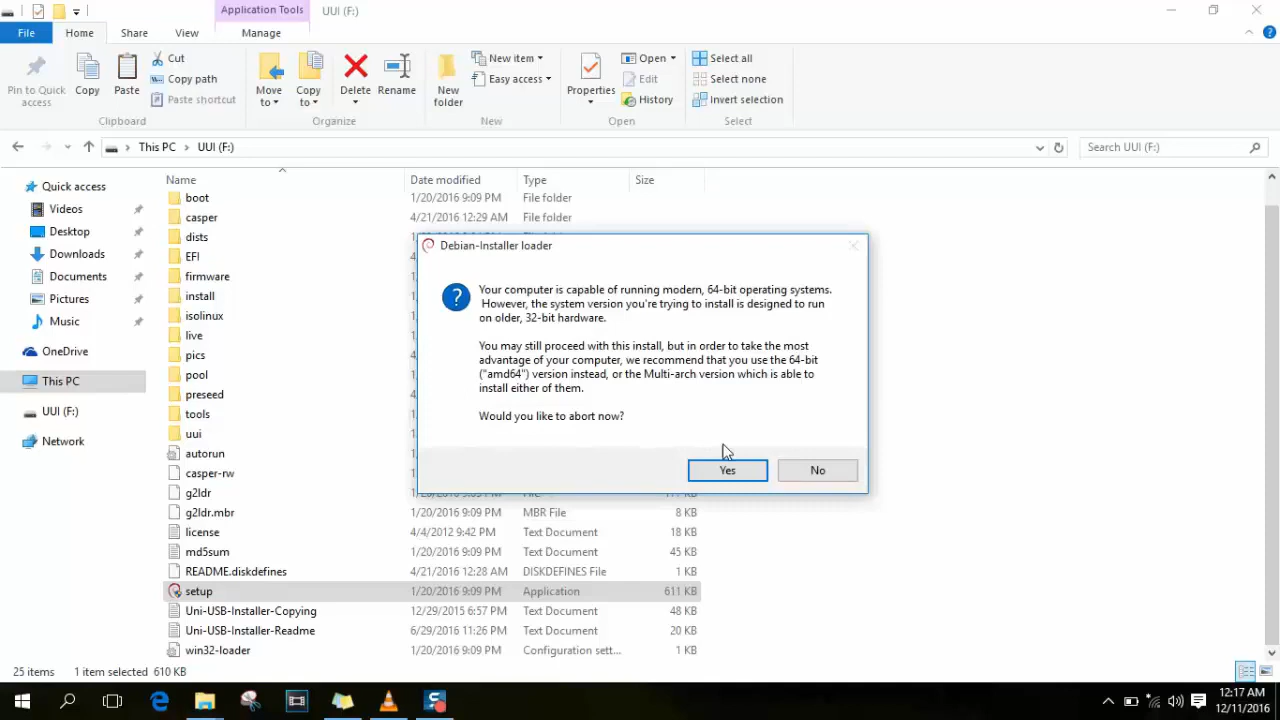 Application Tools
UUI (F:)
File
Home
Share
View
Manage
Pin to Quick access
Copy
Paste
Cut
Copy path
Paste shortcut
Clipboard
Move to
Copy to
Delete
Rename
Organize
New folder
New item
Easy access
New
Properties
Open
Edit
History
Open
Select all
Select none
Invert selection
Select
This PC
UUI (F:)
Search UUI (F:)
Name
Date modified
Type
Size
Quick access
Videos
Desktop
Downloads
Documents
Pictures
Music
OneDrive
This PC
UUI (F:)
Network
boot 1/20/2016 9:09 PM File folder
casper 4/21/2016 12:29 AM File folder
dists
EFI
firmware
install
isolinux
live
pics
pool
preseed
tools
uui
autorun
casper-rw
g2ldr
g2ldr.mbr 1/20/2016 9:09 PM MBR File 8 KB
license 4/4/2012 9:42 PM Text Document 18 KB
md5sum 1/20/2016 9:09 PM Text Document 45 KB
README.diskdefines 4/21/2016 12:28 AM DISKDEFINES File 1 KB
setup 1/20/2016 9:09 PM Application 611 KB
Uni-USB-Installer-Copying 12/29/2015 6:57 PM Text Document 48 KB
Uni-USB-Installer-Readme 6/29/2016 11:26 PM Text Document 20 KB
win32-loader 1/20/2016 9:09 PM Configuration sett... 1 KB
Debian-Installer loader
Your computer is capable of running modern, 64-bit operating systems.
However, the system version you're trying to install is designed to run
on older, 32-bit hardware.
You may still proceed with this install, but in order to take the most
advantage of your computer, we recommend that you use the 64-bit
("amd64") version instead, or the Multi-arch version which is able to
install either of them.
Would you like to abort now?
Yes
No
25 items
1 item selected 610 KB
12:17 AM
12/11/2016